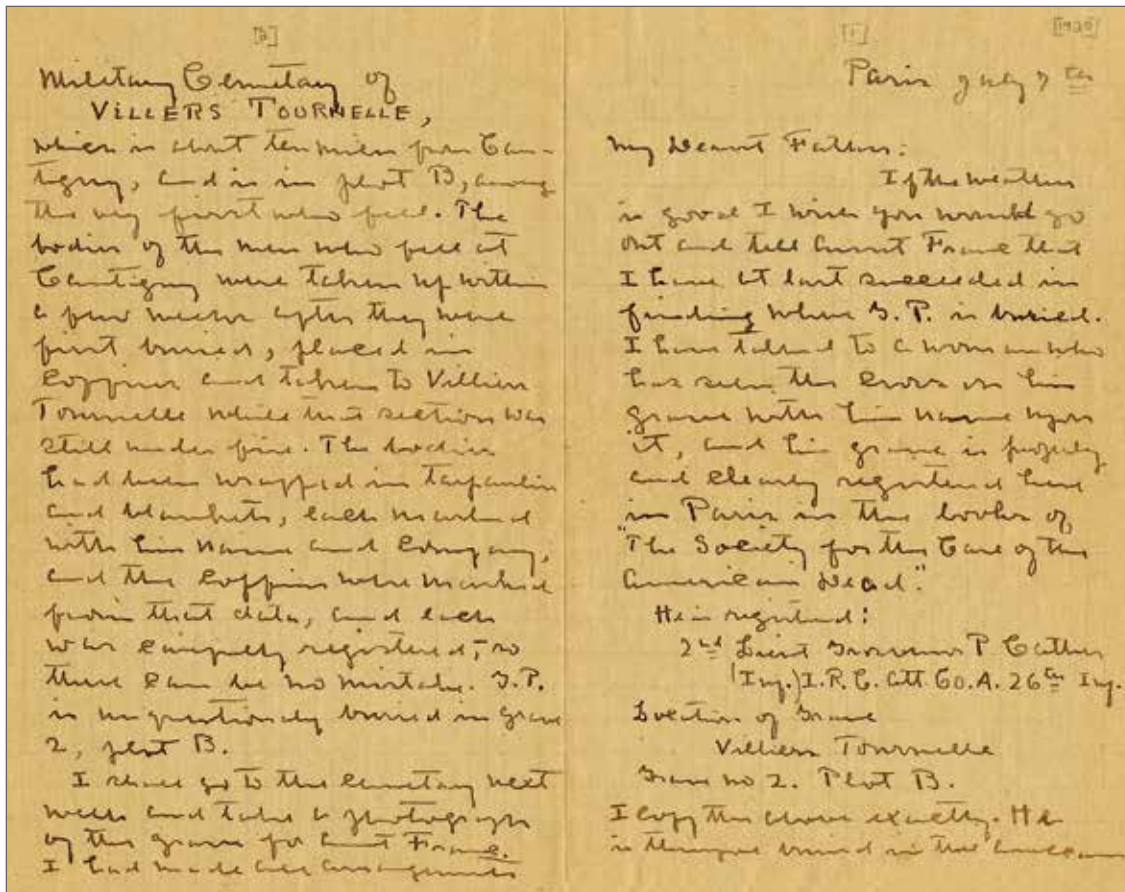 [1]
[1920]
Paris July 7th
My Dearest Father:
If the weather
is good I wish you would go
out and tell Aunt Franc that
I have at last succeeded in
finding where G.P. is buried.
I have talked to a woman who
has seen the cross on his
grave with his name upon
it, and his grave is properly
and clearly registered here
in Paris in the books of
"The Society for the Care of the
American Dead."
He is registered:
2nd Lieut Grosvenor P Cather
(Inf.) I.R.C. Att Co. A. 26th Inf.
Location of Grave
Villiers Tournelle
Grave no 2. Plot B.
I copy the above exactly. He
is therefore buried in the American
[2]
Military Cemetary of
VILLERS TOURNELLE,
which is about ten miles from Can-
tigny, and is in plot B, among
the very first who fell. The
bodies of the men who fell at
Cantigny were taken up within
a few weeks after they were
first buried, placed in
coffins and taken to Villiers
Tournelle while that section was
still under fire. The bodies
had been wrapped in tarpaulin
and blankets, each marked
with his name and Company,
and the coffins were marked
from that data, and each
was carefully registered, so
there can be no mistake. G.P.
is unquestionably buried in grave
2, plot B.
I shall go to the cemetary next
week and take a photograph
of the grave for Aunt Franc.
I had made all arrangements